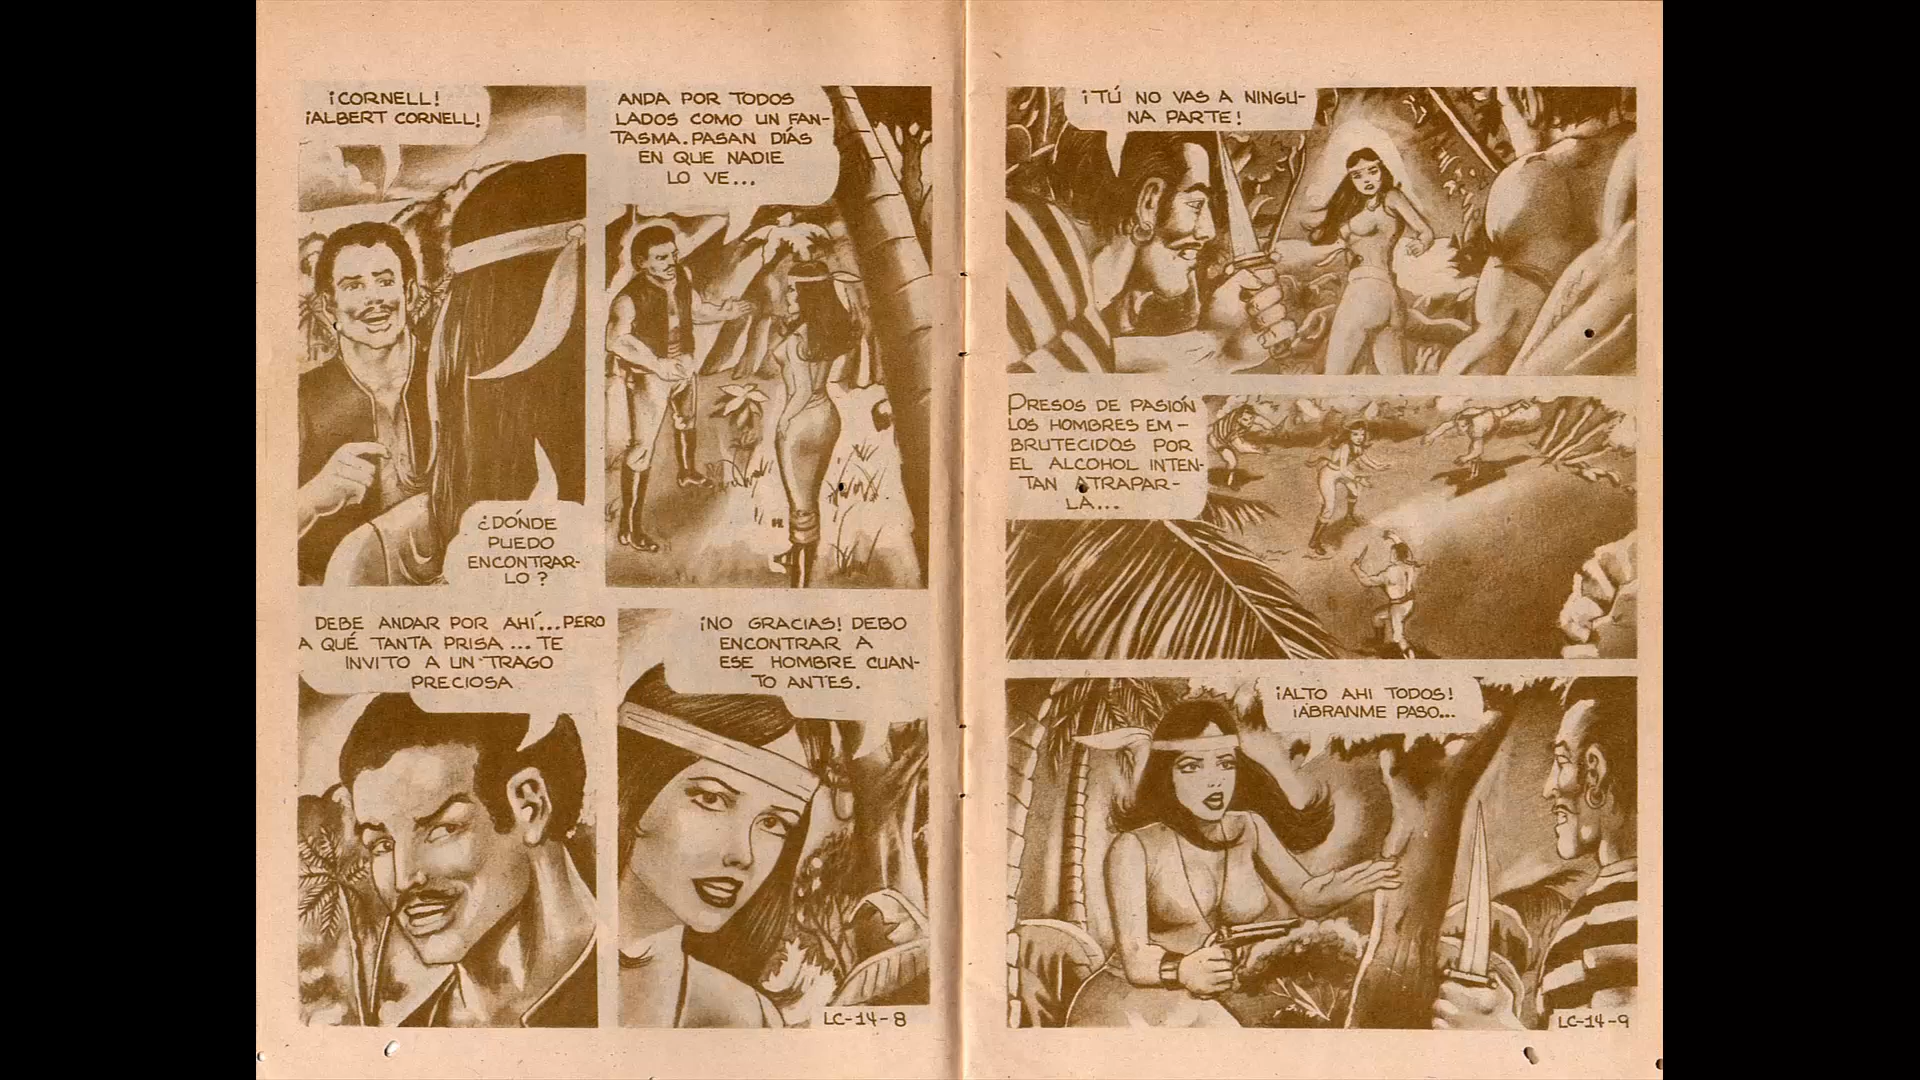 ¡CORNELL!
¡ALBERT CORNELL!
¿DÓNDE
PUEDO
ENCONTRAR-
LO?
ANDA POR TODOS
LADOS COMO UN FAN-
TASMA. PASAN DÍAS
EN QUE NADIE
LO VE...
DEBE ANDAR POR AHÍ...PERO
A QUÉ TANTA PRISA... TE
INVITO A UN TRAGO
PRECIOSA
¡NO GRACIAS! DEBO
ENCONTRAR A
ESE HOMBRE CUAN-
TO ANTES.
LC-14-8
¡TÚ NO VAS A NINGU-
NA PARTE!
PRESOS DE PASIÓN
LOS HOMBRES EM-
BRUTECIDOS POR
EL ALCOHOL INTEN-
TAN ATRAPAR-
LA...
¡ALTO AHI TODOS!
¡ABRANME PASO...
LC-14-9